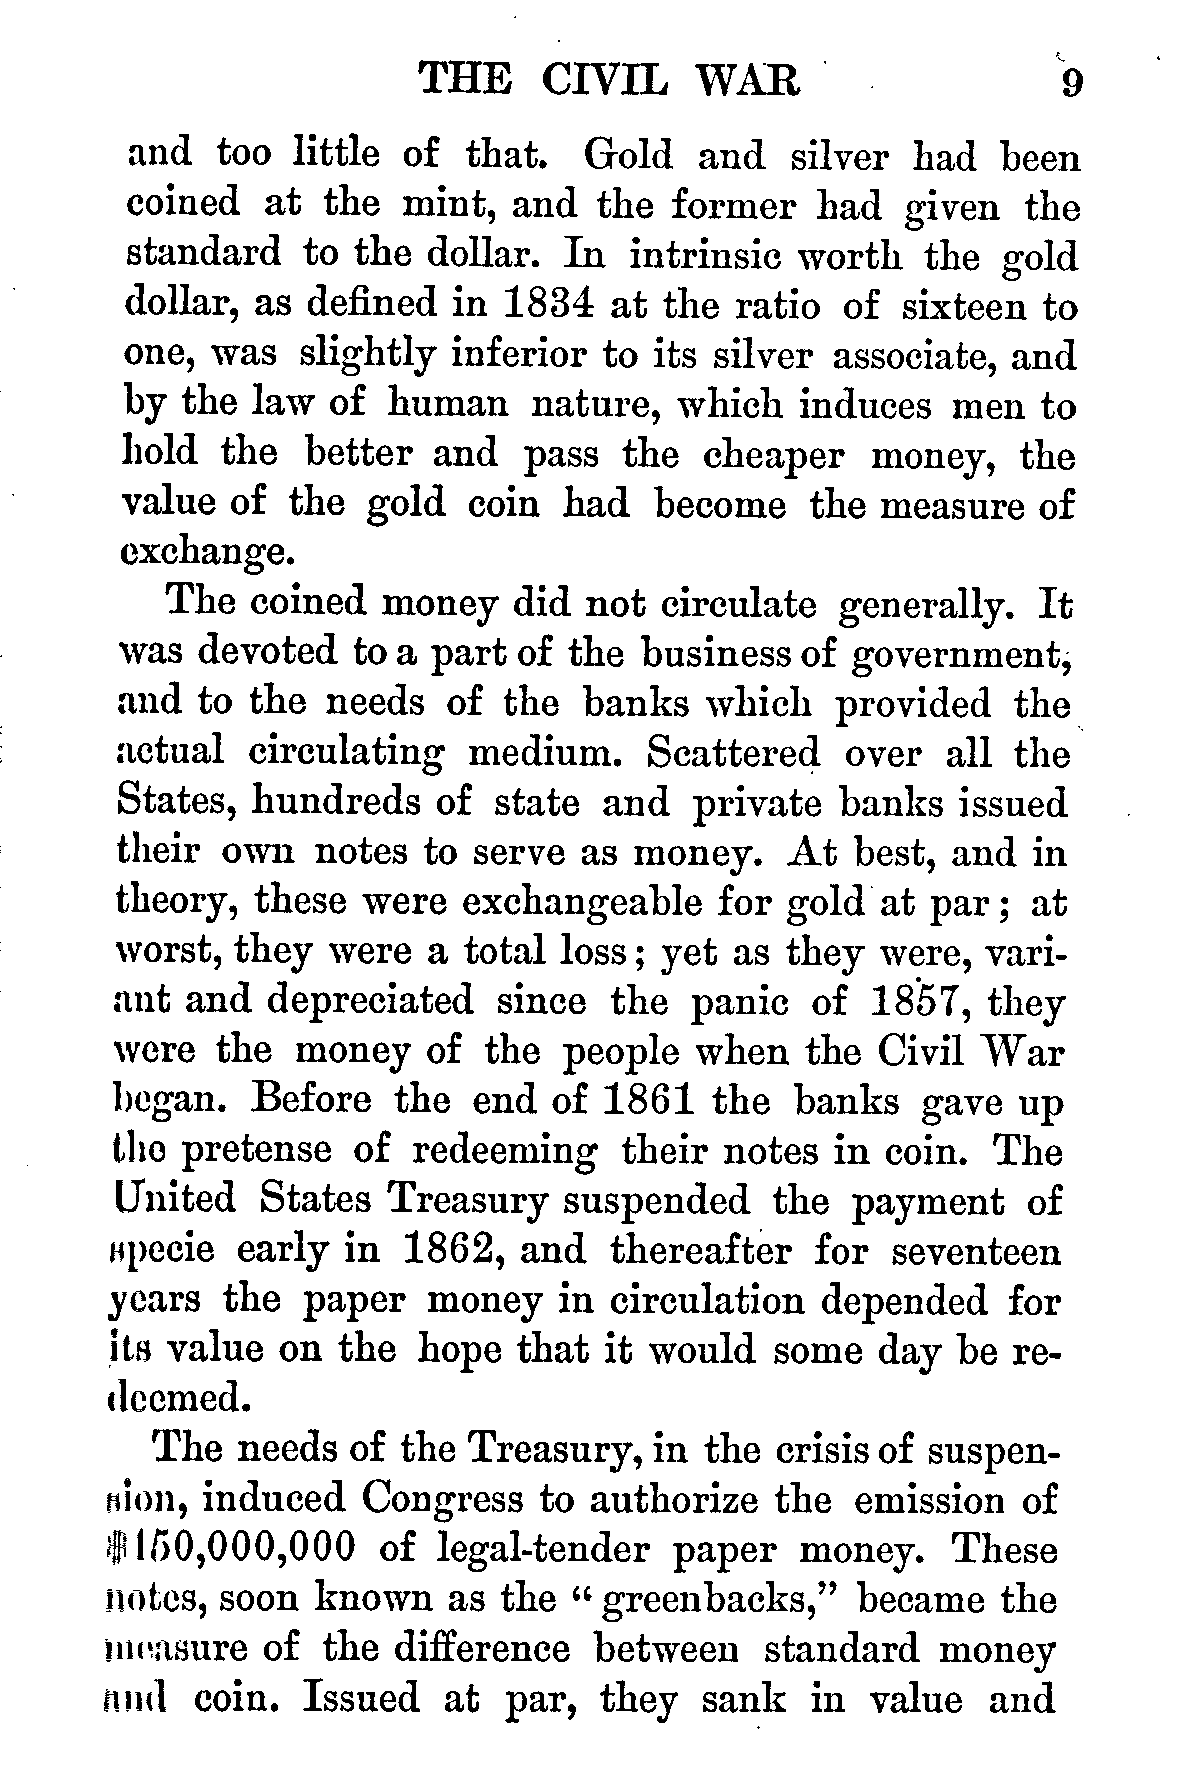 THE CIVIL WAR 9
and too little of that. Gold and silver had been
coined at the mint, and the former had given the
standard to the dollar. In intrinsic worth the gold
dollar, as defined in 1834 at the ratio of sixteen to
one, was slightly inferior to its silver associate, and
by the law of human nature, which induces men to
hold the better and pass the cheaper money, the
value of the gold coin had become the measure of
exchange.
The coined money did not circulate generally. It
was devoted to a part of the business of government,
and to the needs of the banks which provided the
actual circulating medium. Scattered over all the
States, hundreds of state and private banks issued
their own notes to serve as money. At best, and in
theory, these were exchangeable for gold at par; at
worst, they were a total loss; yet as they were, vari-
ant and depreciated since the panic of 1857, they
were the money of the people when the Civil War
began. Before the end of 1861 the banks gave up
the pretense of redeeming their notes in coin. The
United States Treasury suspended the payment of
specie early in 1862, and thereafter for seventeen
years the paper money in circulation depended for
its value on the hope that it would some day be re-
deemed.
The needs of the Treasury, in the crisis of suspen-
sion, induced Congress to authorize the emission of
$150,000,000 of legal-tender paper money. These
notes, soon known as the "greenbacks," became the
measure of the difference between standard money
and coin. Issued at par, they sank in value and